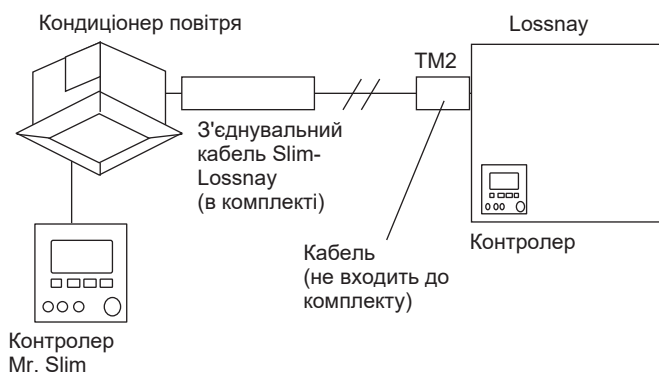 Кондиціонер повітря
Lossnay
TM2
З'єднувальний
кабель Slim-
Lossnay
(в комплекті)
Кабель
(не входить до
комплекту)
Контролер
Контролер
Mr. Slim